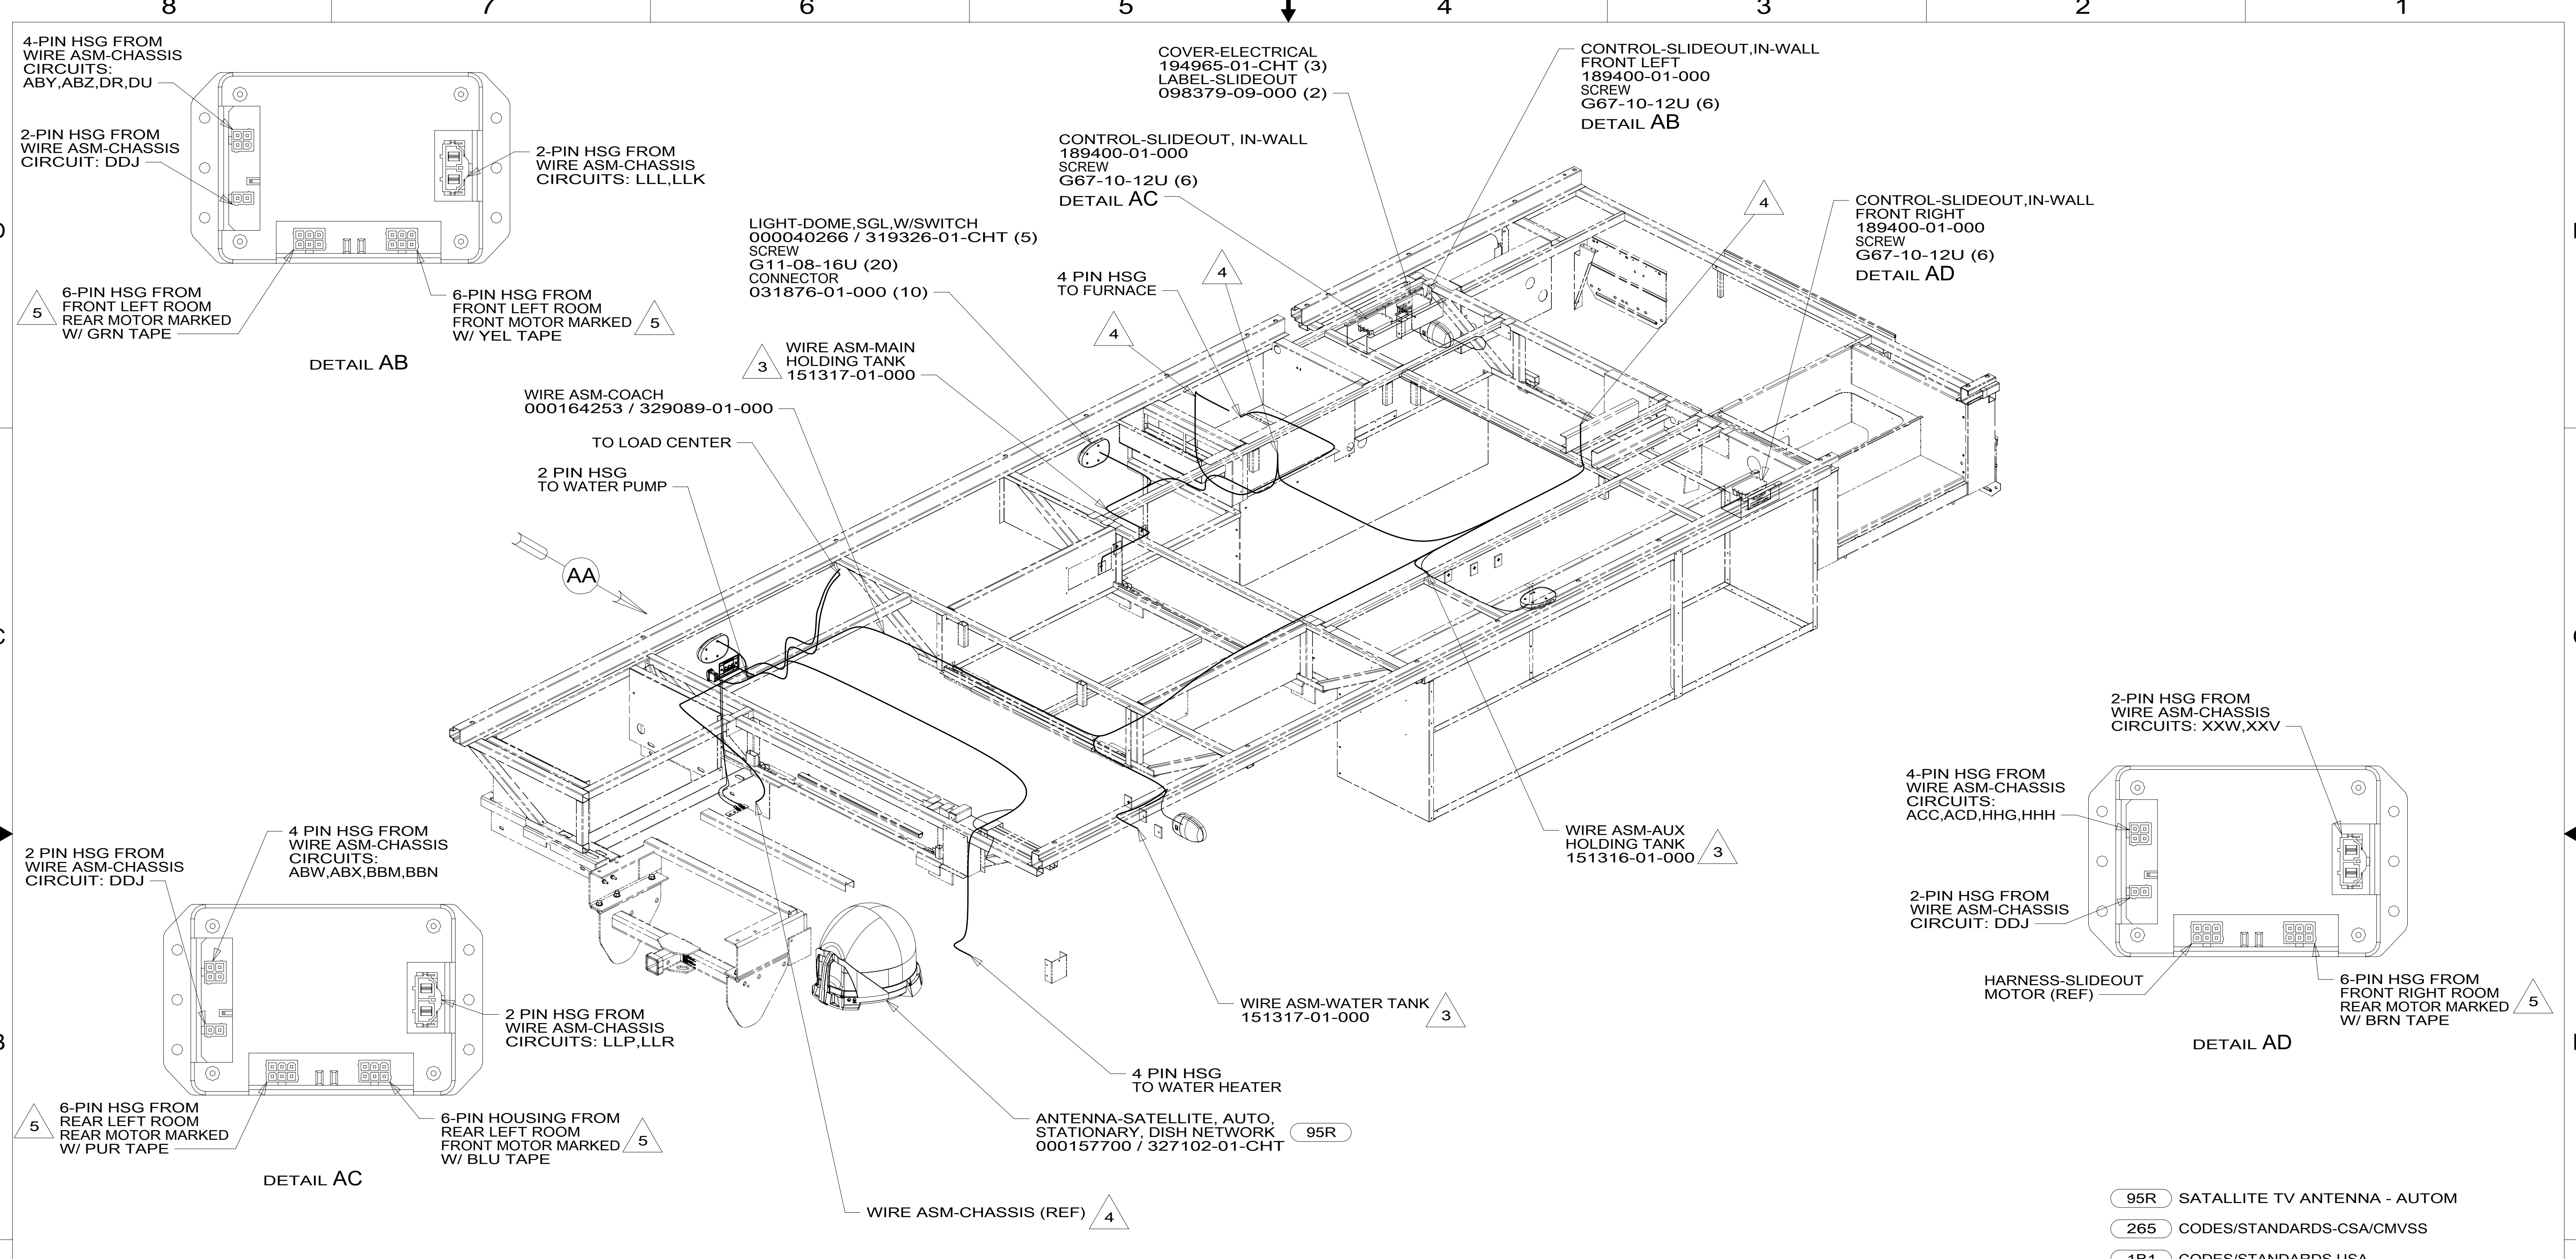 8 7 6 5 4 3 2 1
4-PIN HSG FROM
WIRE ASM-CHASSIS
CIRCUITS:
ABY,ABZ,DR,DU
2-PIN HSG FROM
WIRE ASM-CHASSIS
CIRCUIT: DDJ
2-PIN HSG FROM
WIRE ASM-CHASSIS
CIRCUITS: LLL,LLK
5
6-PIN HSG FROM
FRONT LEFT ROOM
REAR MOTOR MARKED
W/ GRN TAPE
6-PIN HSG FROM
FRONT LEFT ROOM
FRONT MOTOR MARKED
W/ YEL TAPE
5
DETAIL AB
COVER-ELECTRICAL
194965-01-CHT (3)
LABEL-SLIDEOUT
098379-09-000 (2)
CONTROL-SLIDEOUT,IN-WALL
FRONT LEFT
189400-01-000
SCREW
G67-10-12U (6)
DETAIL AB
CONTROL-SLIDEOUT, IN-WALL
189400-01-000
SCREW
G67-10-12U (6)
DETAIL AC
4
CONTROL-SLIDEOUT,IN-WALL
FRONT RIGHT
189400-01-000
SCREW
G67-10-12U (6)
DETAIL AD
LIGHT-DOME,SGL,W/SWITCH
000040266 / 319326-01-CHT (5)
SCREW
G11-08-16U (20)
CONNECTOR
031876-01-000 (10)
4 PIN HSG
TO FURNACE
4
4
3
WIRE ASM-MAIN
HOLDING TANK
151317-01-000
WIRE ASM-COACH
000164253 / 329089-01-000
TO LOAD CENTER
2 PIN HSG
TO WATER PUMP
AA
WIRE ASM-AUX
HOLDING TANK
151316-01-000
3
2-PIN HSG FROM
WIRE ASM-CHASSIS
CIRCUITS: XXW,XXV
4-PIN HSG FROM
WIRE ASM-CHASSIS
CIRCUITS:
ACC,ACD,HHG,HHH
2-PIN HSG FROM
WIRE ASM-CHASSIS
CIRCUIT: DDJ
HARNESS-SLIDEOUT
MOTOR (REF)
6-PIN HSG FROM
FRONT RIGHT ROOM
REAR MOTOR MARKED
W/ BRN TAPE
5
DETAIL AD
4 PIN HSG FROM
WIRE ASM-CHASSIS
CIRCUITS:
ABW,ABX,BBM,BBN
2 PIN HSG FROM
WIRE ASM-CHASSIS
CIRCUIT: DDJ
2 PIN HSG FROM
WIRE ASM-CHASSIS
CIRCUITS: LLP,LLR
5
6-PIN HSG FROM
REAR LEFT ROOM
REAR MOTOR MARKED
W/ PUR TAPE
6-PIN HOUSING FROM
REAR LEFT ROOM
FRONT MOTOR MARKED
W/ BLU TAPE
5
DETAIL AC
WIRE ASM-WATER TANK
151317-01-000
3
4 PIN HSG
TO WATER HEATER
ANTENNA-SATELLITE, AUTO,
STATIONARY, DISH NETWORK
000157700 / 327102-01-CHT
95R
WIRE ASM-CHASSIS (REF)
4
95R SATALLITE TV ANTENNA - AUTOM
265 CODES/STANDARDS-CSA/CMVSS
1B1 CODES/STANDARDS-USA